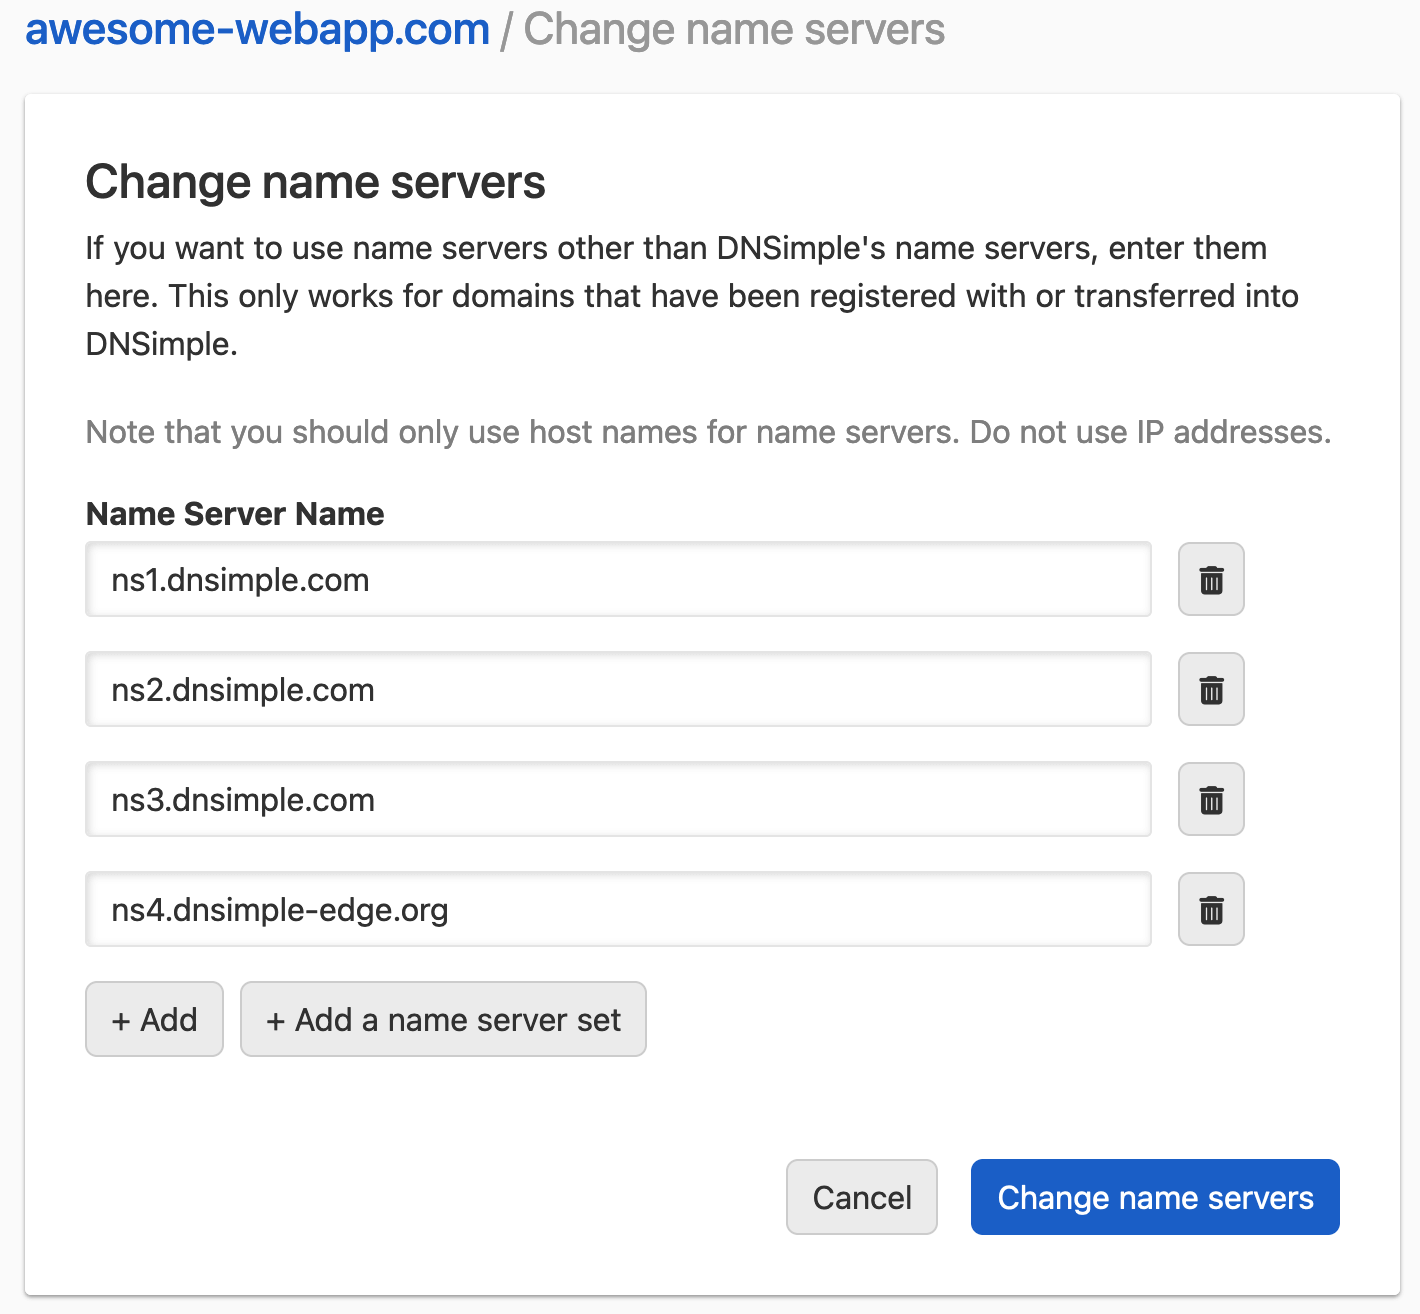 awesome-webapp.com / Change name servers
Change name servers
If you want to use name servers other than DNSimple's name servers, enter them
here. This only works for domains that have been registered with or transferred into
DNSimple.
Note that you should only use host names for name servers. Do not use IP addresses.
Name Server Name
ns1.dnsimple.com
ns2.dnsimple.com
ns3.dnsimple.com
ns4.dnsimple-edge.org
+ Add + Add a name server set
Cancel Change name servers